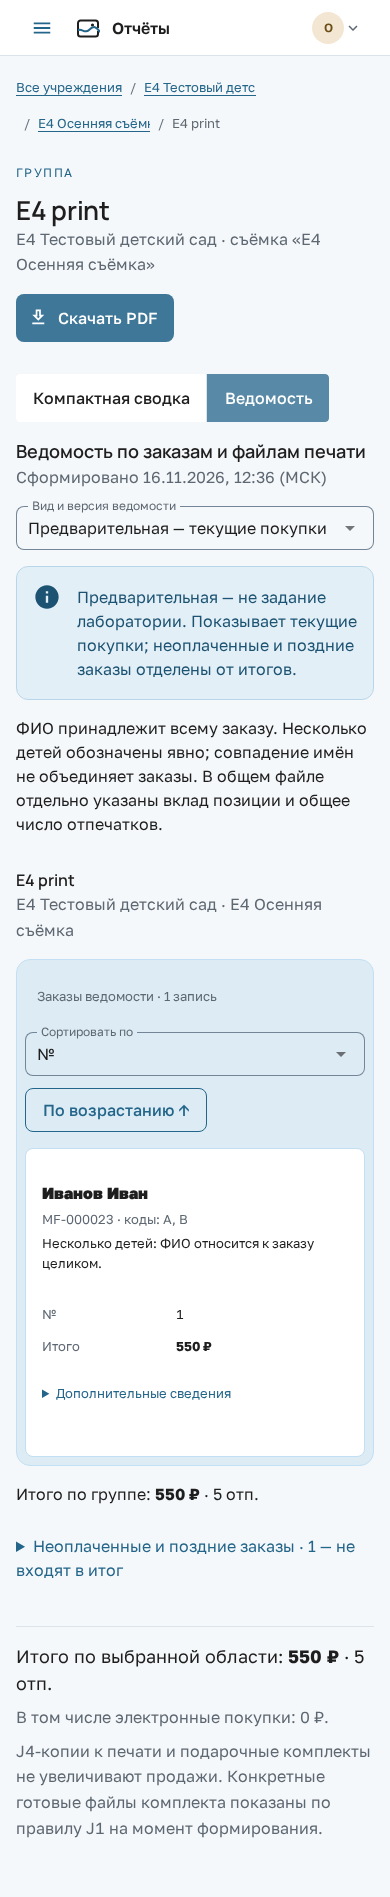 Отчёты
О
Все учреждения / Е4 Тестовый детс
/ Е4 Осенняя съёмк / E4 print
ГРУППА
E4 print
Е4 Тестовый детский сад · съёмка «Е4
Осенняя съёмка»
Скачать PDF
Компактная сводка
Ведомость
Ведомость по заказам и файлам печати
Сформировано 16.11.2026, 12:36 (МСК)
Вид и версия ведомости
Предварительная — текущие покупки
Предварительная — не задание
лаборатории. Показывает текущие
покупки; неоплаченные и поздние
заказы отделены от итогов.
ФИО принадлежит всему заказу. Несколько
детей обозначены явно; совпадение имён
не объединяет заказы. В общем файле
отдельно указаны вклад позиции и общее
число отпечатков.
E4 print
Е4 Тестовый детский сад · Е4 Осенняя
съёмка
Заказы ведомости · 1 запись
Сортировать по
№
По возрастанию ↑
Иванов Иван
MF-000023 · коды: А, В
Несколько детей: ФИО относится к заказу
целиком.
№ 1
Итого 550 ₽
Дополнительные сведения
Итого по группе: 550 ₽ · 5 отп.
Неоплаченные и поздние заказы · 1 — не
входят в итог
Итого по выбранной области: 550 ₽ · 5
отп.
В том числе электронные покупки: 0 ₽.
J4-копии к печати и подарочные комплекты
не увеличивают продажи. Конкретные
готовые файлы комплекта показаны по
правилу J1 на момент формирования.